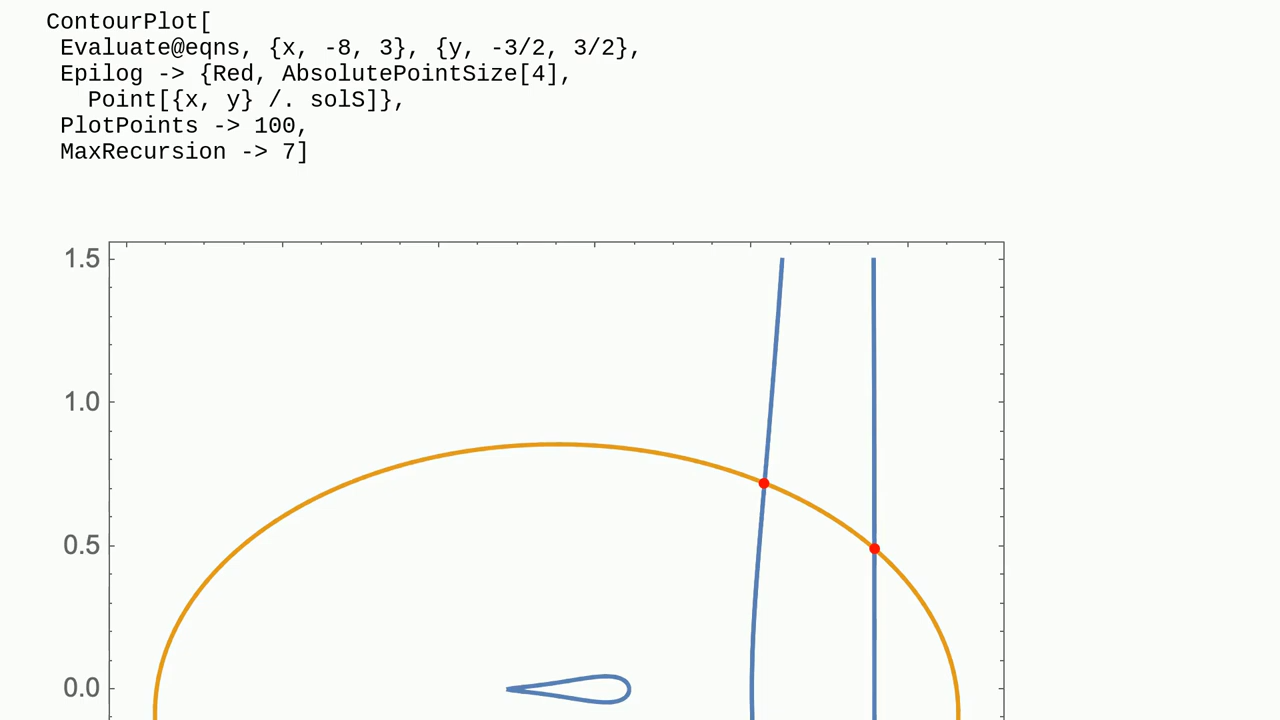 ContourPlot[
Evaluate@eqns, {x, -8, 3}, {y, -3/2, 3/2},
Epilog -> {Red, AbsolutePointSize[4],
Point[{x, y} /. solS]},
PlotPoints -> 100,
MaxRecursion -> 7]
1.5
1.0
0.5
0.0